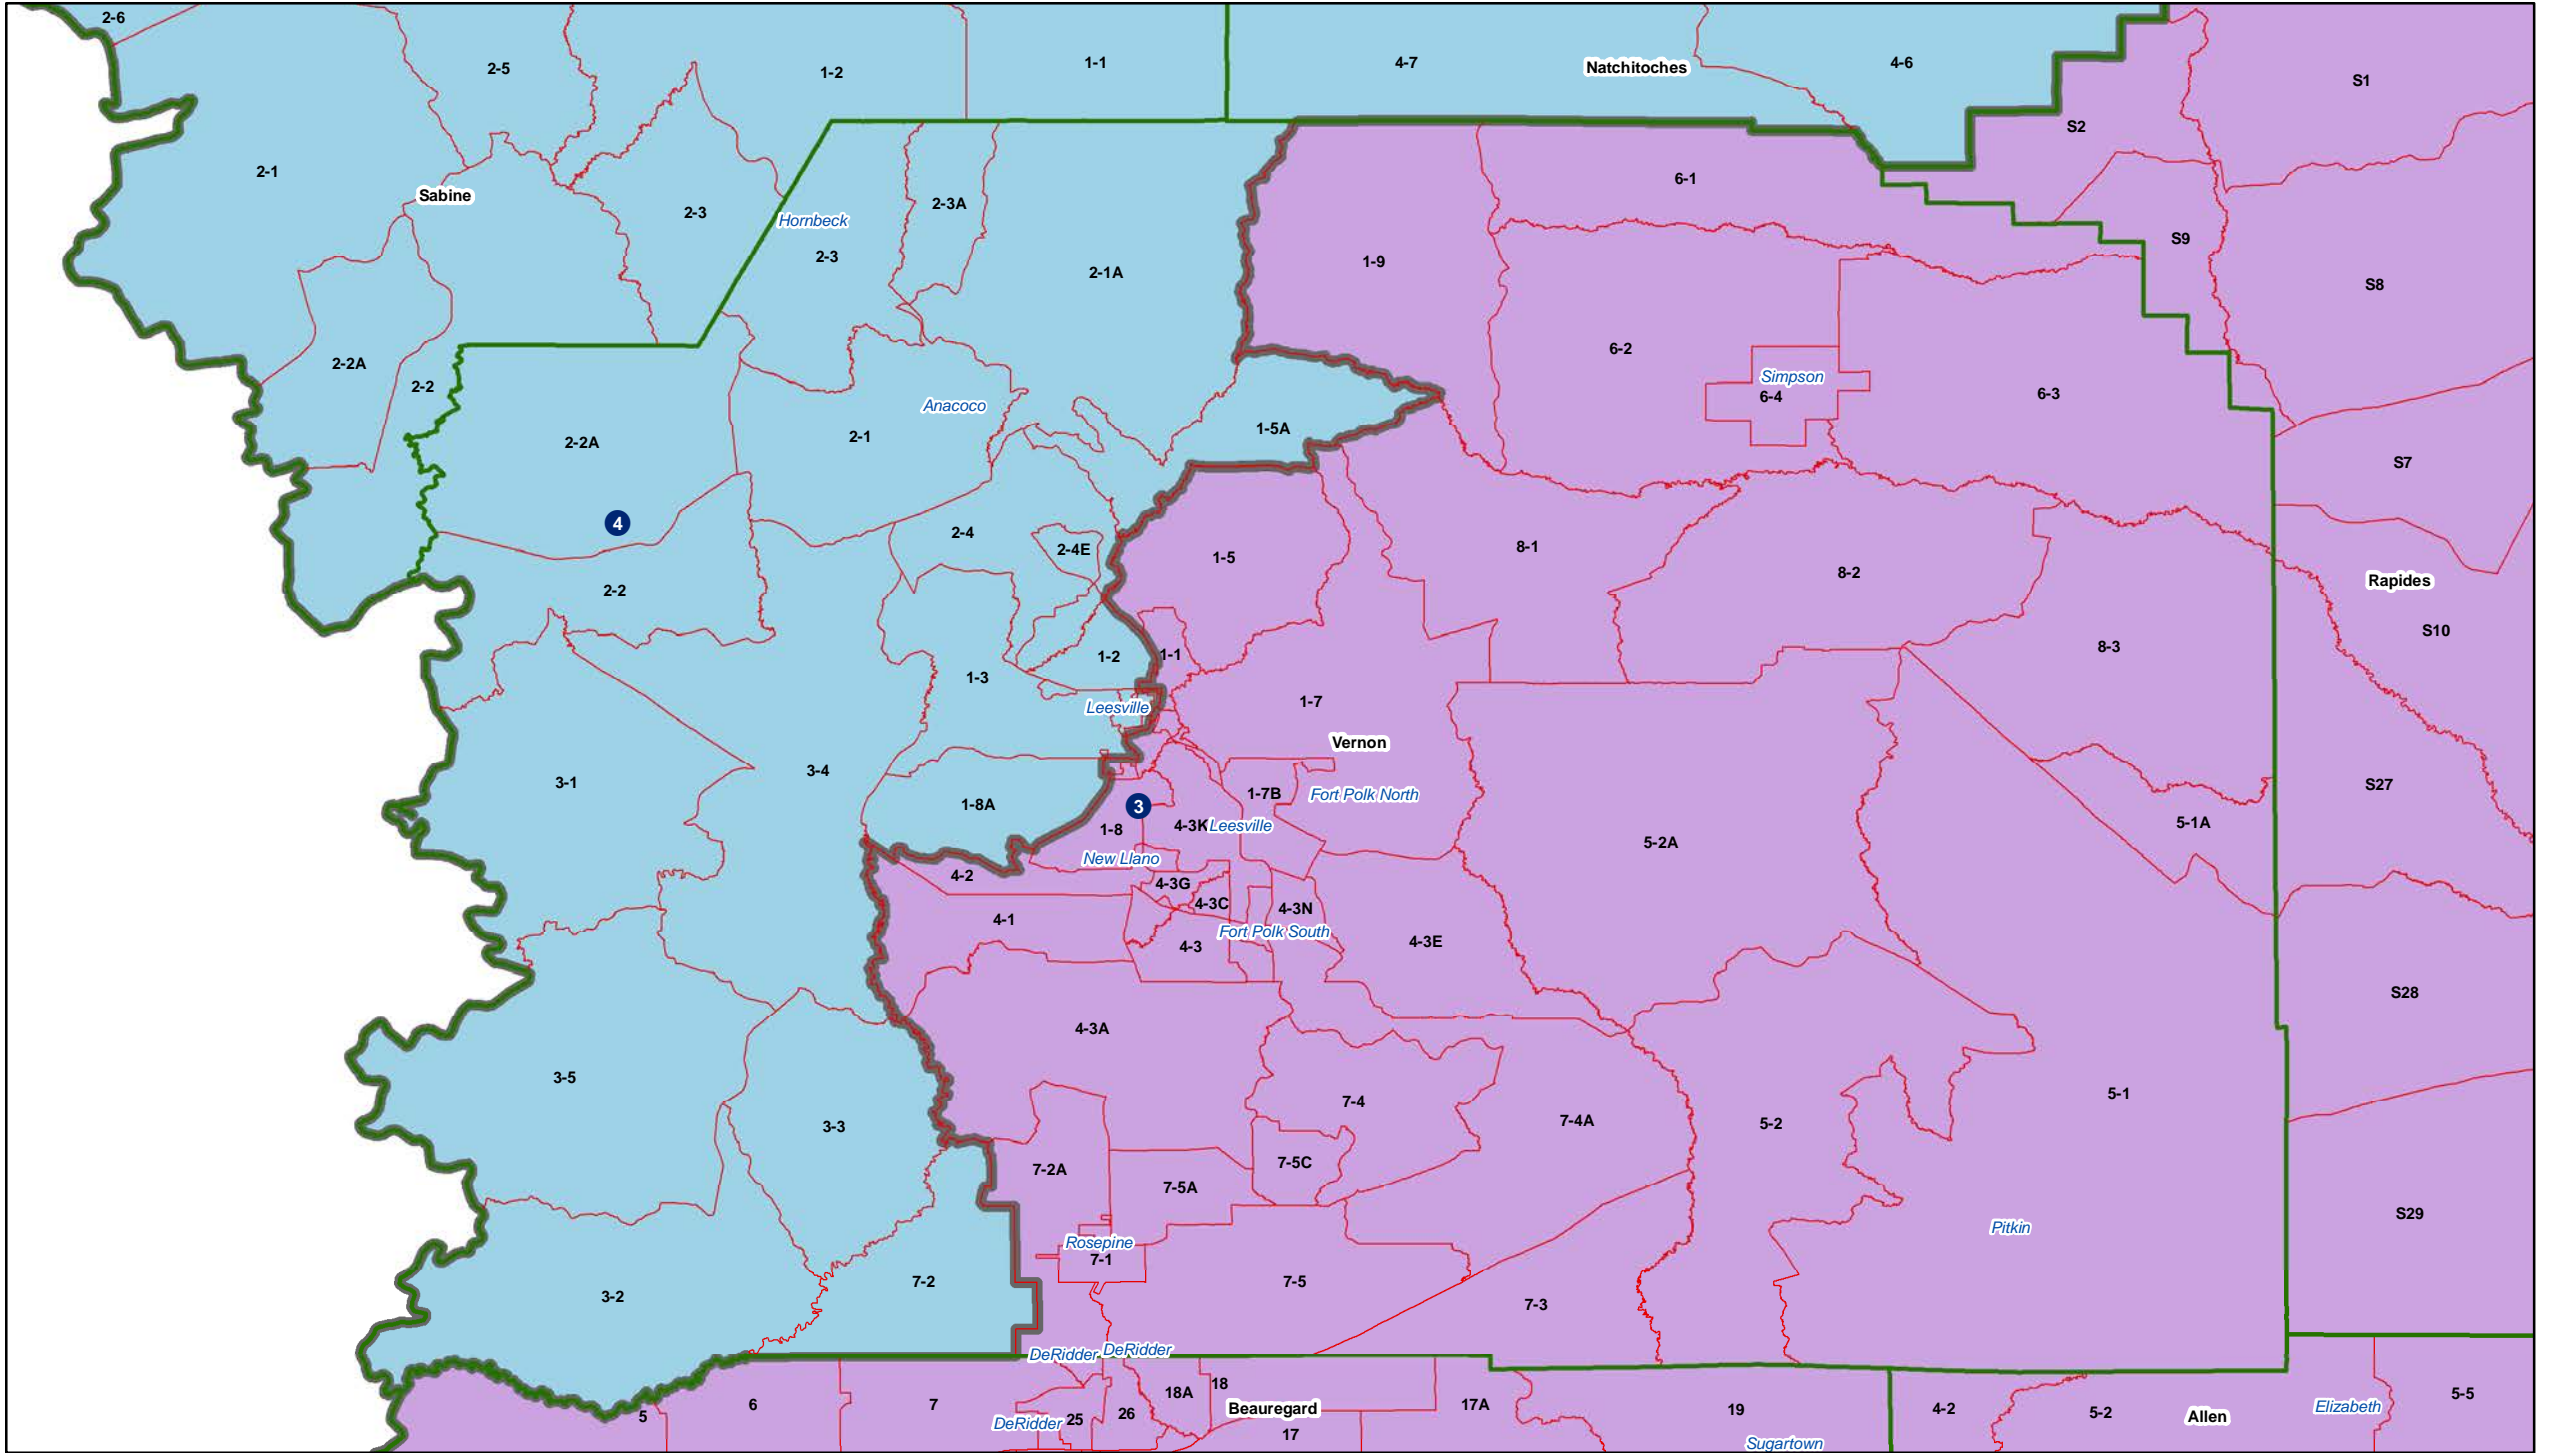 2-6
2-5
1-2
1-1
4-7
Natchitoches
4-6
S1
S2
2-1
Sabine
2-3
Hornbeck
2-3
2-3A
2-1A
1-9
6-1
S9
S8
2-2A
2-2
6-2
Simpson
6-4
6-3
Anacoco
2-2A
2-1
1-5A
S7
4
2-4
2-4E
1-5
8-1
8-2
Rapides
2-2
S10
1-2
1-1
8-3
1-3
Leesville
1-7
Vernon
3-1
3-4
1-8A
3
1-8
4-3K
Leesville
1-7B
Fort Polk North
S27
5-1A
5-2A
New Llano
4-2
4-3G
4-3C
4-3N
4-1
Fort Polk South
4-3
4-3E
S28
4-3A
3-5
3-3
7-4
7-4A
5-2
5-1
7-2A
7-5C
7-5A
S29
Pitkin
Rosepine
7-1
7-2
7-5
3-2
7-3
DeRidder
DeRidder
18A
18
5
6
7
DeRidder
25
26
Beauregard
17
17A
19
Sugartown
4-2
5-2
Allen
Elizabeth
5-5